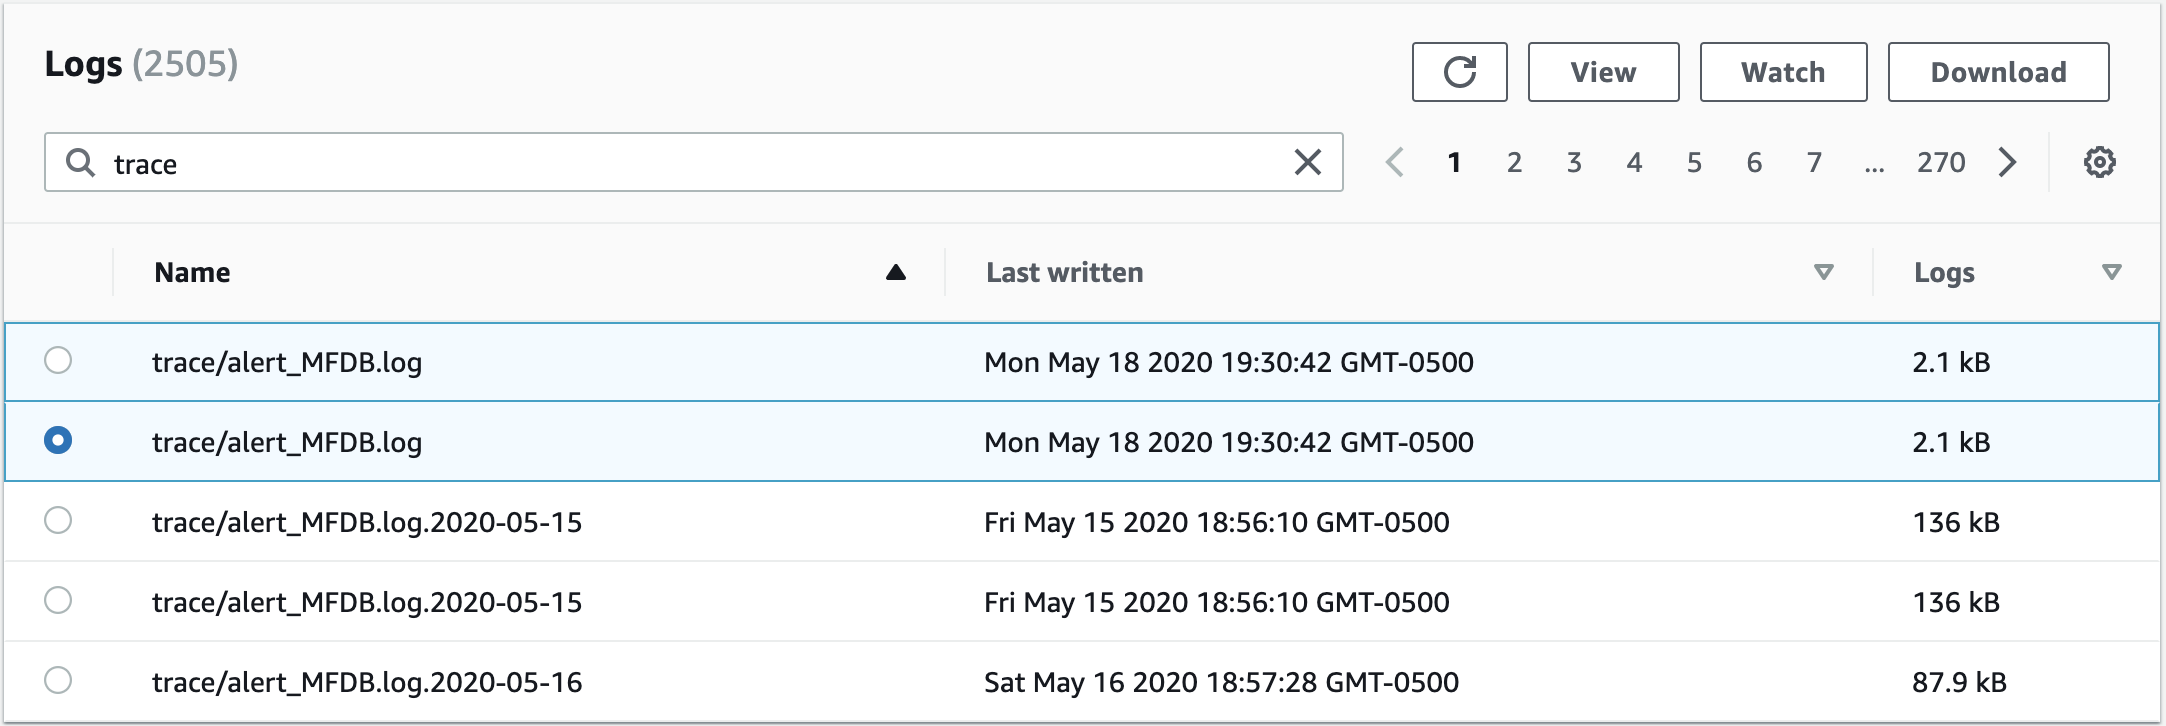 Logs (2505)
View
Watch
Download
trace
1 2 3 4 5 6 7 ... 270
Name Last written Logs
trace/alert_MFDB.log Mon May 18 2020 19:30:42 GMT-0500 2.1 kB
trace/alert_MFDB.log Mon May 18 2020 19:30:42 GMT-0500 2.1 kB
trace/alert_MFDB.log.2020-05-15 Fri May 15 2020 18:56:10 GMT-0500 136 kB
trace/alert_MFDB.log.2020-05-15 Fri May 15 2020 18:56:10 GMT-0500 136 kB
trace/alert_MFDB.log.2020-05-16 Sat May 16 2020 18:57:28 GMT-0500 87.9 kB